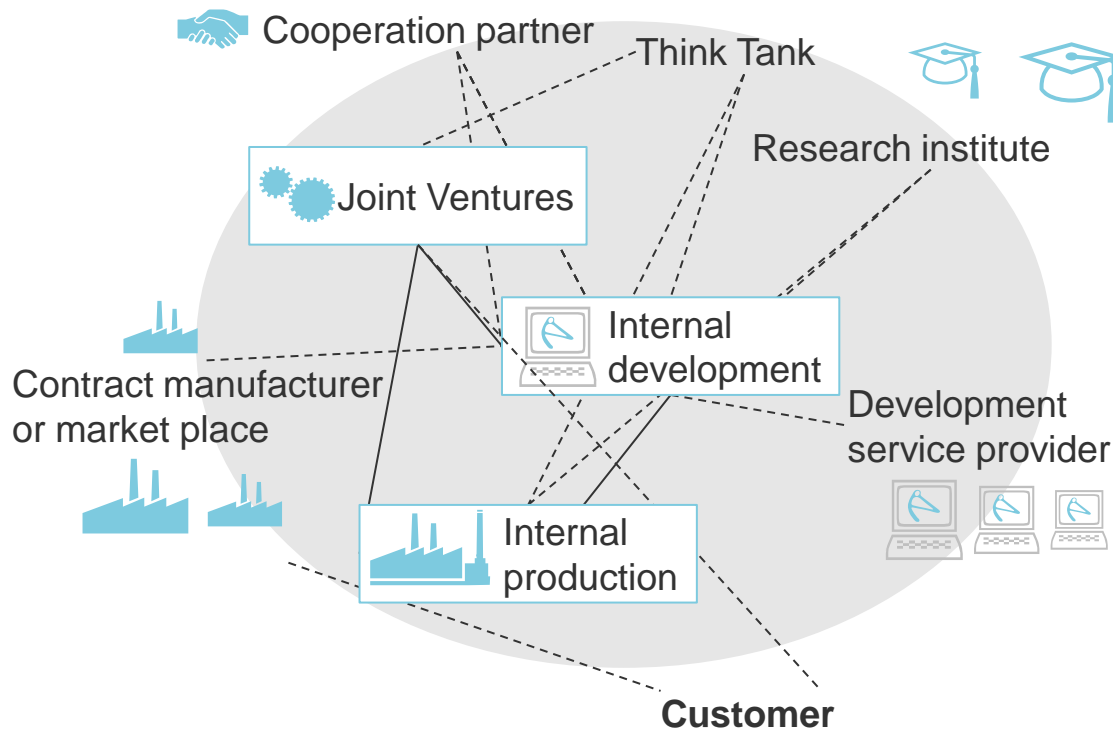 Cooperation partner
Think Tank
Research institute
Joint Ventures
Internal
development
Contract manufacturer
or market place
Development
service provider
Internal
production
Customer